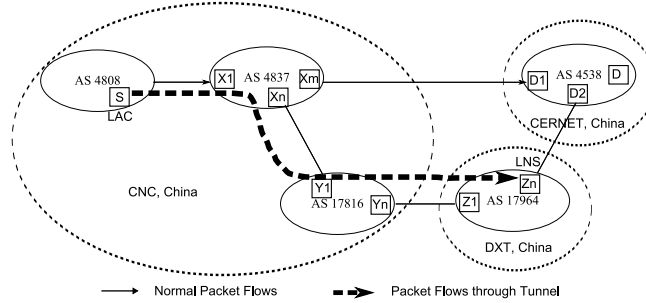 AS 4808
S
LAC
X1
AS 4837
Xm
Xn
D1
AS 4538
D
D2
CERNET, China
CNC, China
LNS
Y1
Zn
AS 17816
Yn
Z1
AS 17964
DXT, China
Normal Packet Flows
Packet Flows through Tunnel